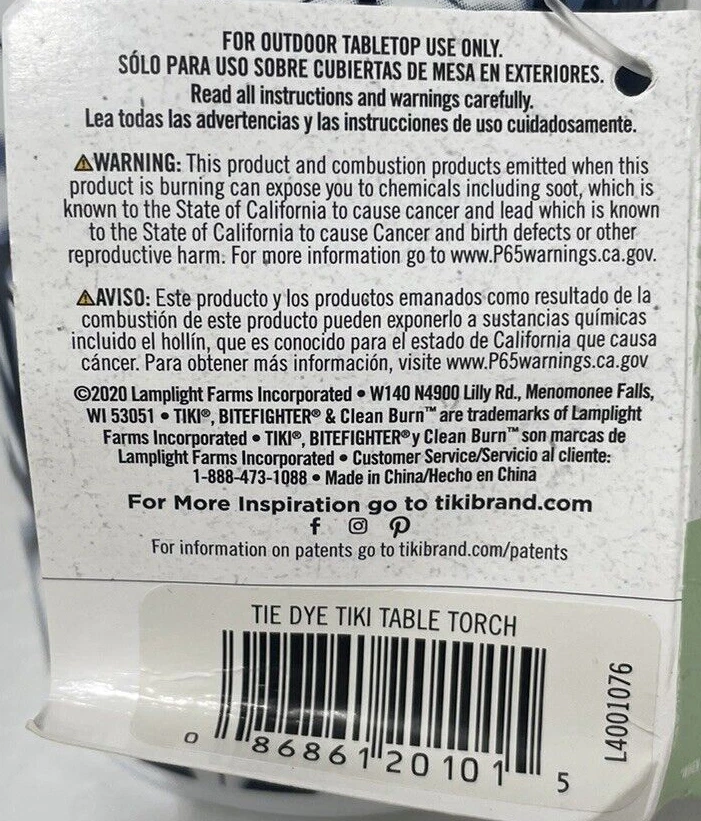 FOR OUTDOOR TABLETOP USE ONLY.
SÓLO PARA USO SOBRE CUBIERTAS DE MESA EN EXTERIORES.
Read all instructions and warnings carefully.
Lea todas las advertencias y las instrucciones de uso cuidadosamente.
⚠WARNING: This product and combustion products emitted when this
product is burning can expose you to chemicals including soot, which is
known to the State of California to cause cancer and lead which is known
to the State of California to cause Cancer and birth defects or other
reproductive harm. For more information go to www.P65warnings.ca.gov.
⚠AVISO: Este producto y los productos emanados como resultado de la
combustión de este producto pueden exponerlo a sustancias químicas
incluido el hollín, que es conocido para el estado de California que causa
cáncer. Para obtener más información, visite www.P65warnings.ca.gov
©2020 Lamplight Farms Incorporated • W140 N4900 Lilly Rd., Menomonee Falls,
WI 53051 • TIKI®, BITEFIGHTER® & Clean Burn™ are trademarks of Lamplight
Farms Incorporated • TIKI®, BITEFIGHTER® y Clean Burn™ son marcas de
Lamplight Farms Incorporated • Customer Service/Servicio al cliente:
1-888-473-1088 • Made in China/Hecho en China
For More Inspiration go to tikibrand.com
For information on patents go to tikibrand.com/patents
TIE DYE TIKI TABLE TORCH
0 86861 20101 5
L4001076